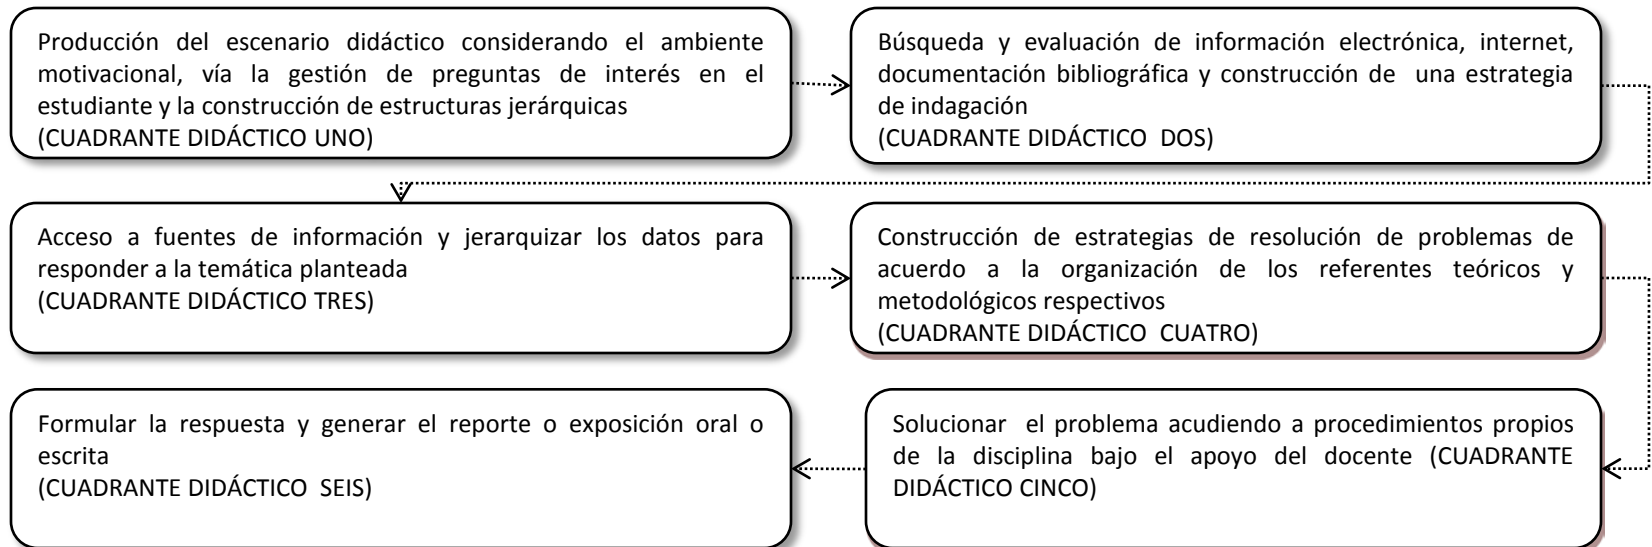 Producción del escenario didáctico considerando el ambiente
motivacional, vía la gestión de preguntas de interés en el
estudiante y la construcción de estructuras jerárquicas
(CUADRANTE DIDÁCTICO UNO)
Búsqueda y evaluación de información electrónica, internet,
documentación bibliográfica y construcción de una estrategia
de indagación
(CUADRANTE DIDÁCTICO DOS)
Acceso a fuentes de información y jerarquizar los datos para
responder a la temática planteada
(CUADRANTE DIDÁCTICO TRES)
Construcción de estrategias de resolución de problemas de
acuerdo a la organización de los referentes teóricos y
metodológicos respectivos
(CUADRANTE DIDÁCTICO CUATRO)
Formular la respuesta y generar el reporte o exposición oral o
escrita
(CUADRANTE DIDÁCTICO SEIS)
Solucionar el problema acudiendo a procedimientos propios
de la disciplina bajo el apoyo del docente (CUADRANTE
DIDÁCTICO CINCO)